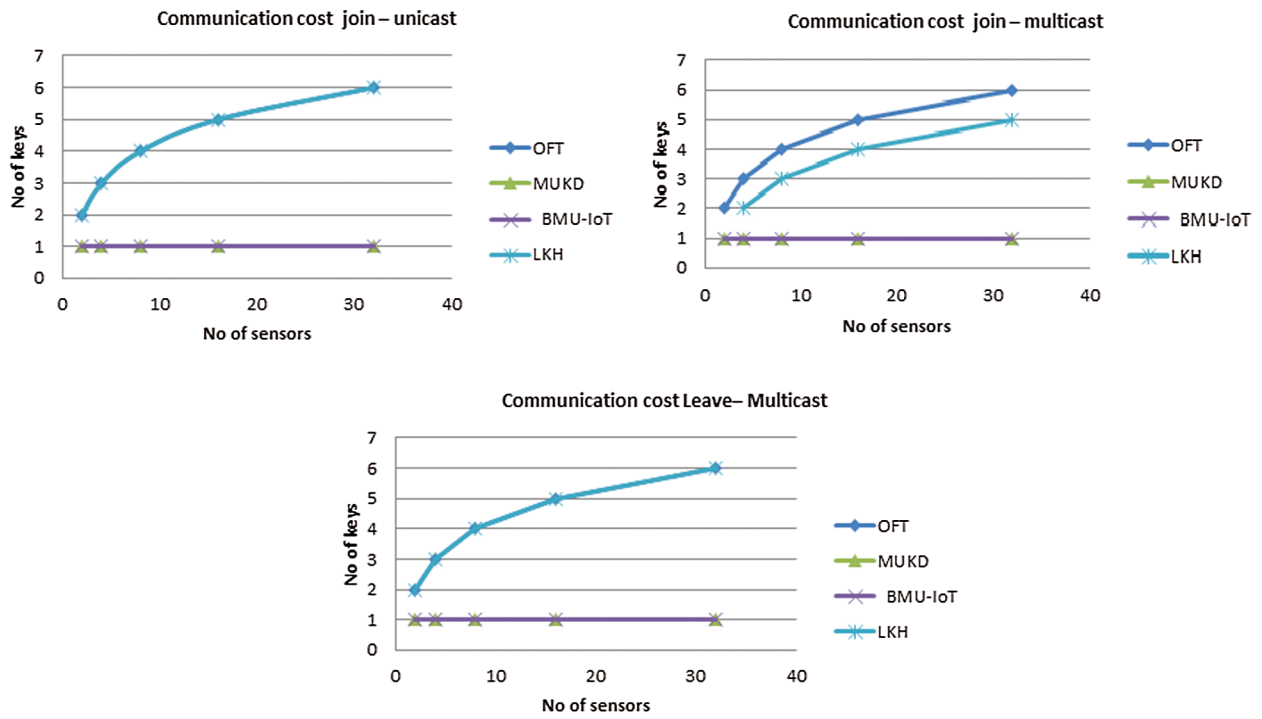 Communication cost join – unicast
7
6
5
4
3
2
1
0
No of keys
0 10 20 30 40
No of sensors
OFT
MUKD
BMU-IoT
LKH
Communication cost join – multicast
7
6
5
4
3
2
1
0
No of keys
0 10 20 30 40
No of sensors
OFT
MUKD
BMU-IoT
LKH
Communication cost Leave– Multicast
7
6
5
4
3
2
1
0
No of keys
0 10 20 30 40
No of sensors
OFT
MUKD
BMU-IoT
LKH